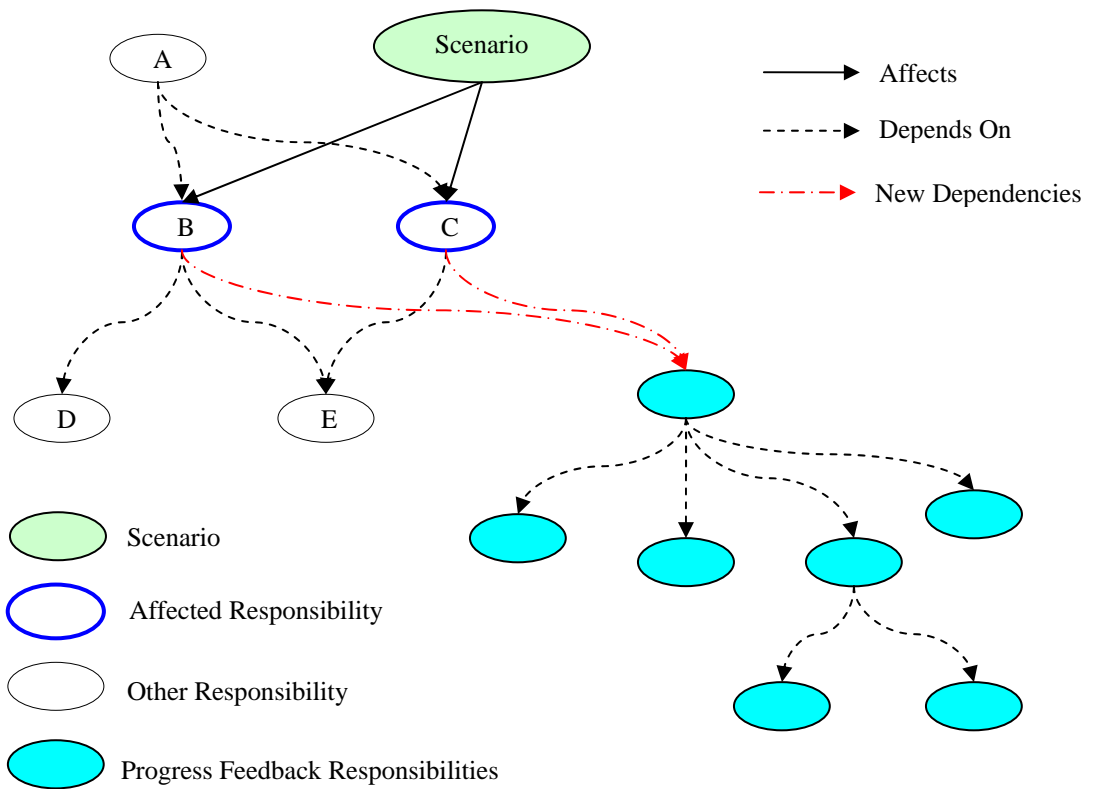 Scenario
A
Affects
Depends On
New Dependencies
B
C
D
E
Scenario
Affected Responsibility
Other Responsibility
Progress Feedback Responsibilities